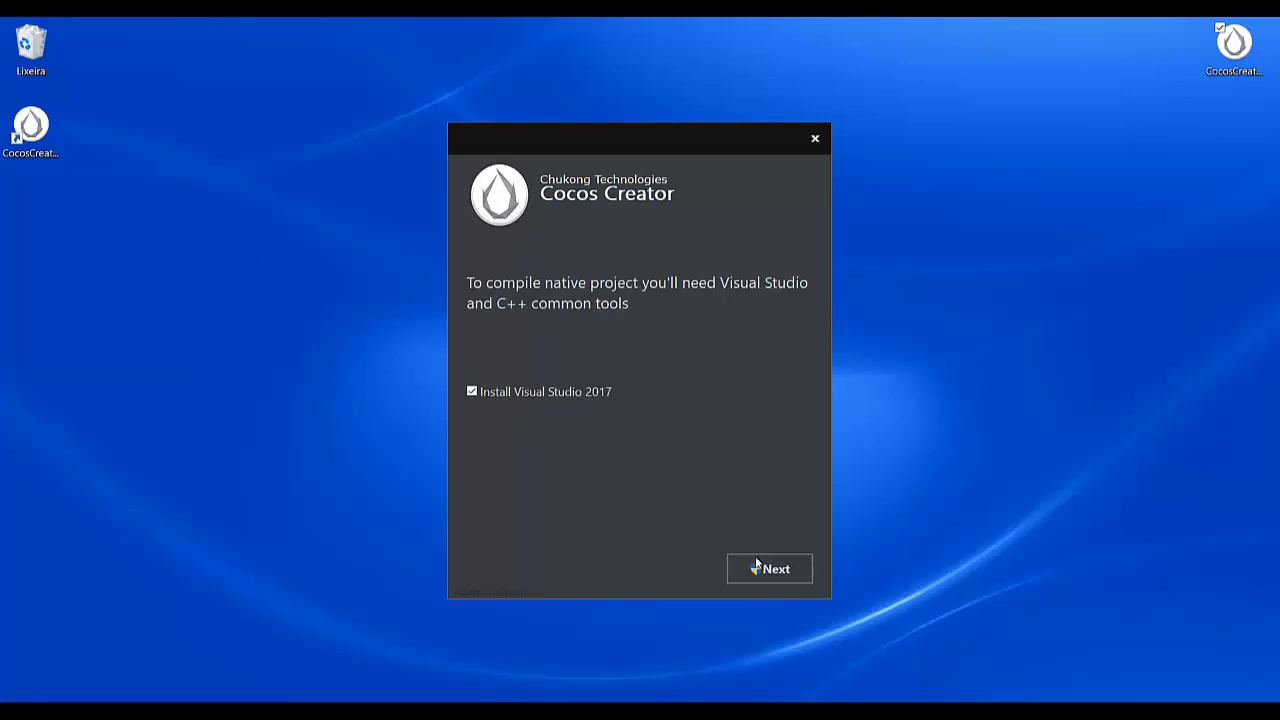 Lixeira
CocosCreat...
CocosCreat...
Chukong Technologies
Cocos Creator
To compile native project you'll need Visual Studio
and C++ common tools
Install Visual Studio 2017
Next